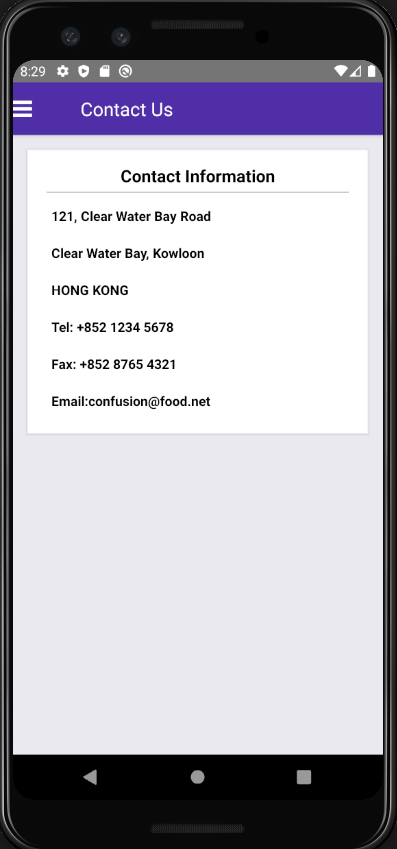 8:29
Contact Us
Contact Information
121, Clear Water Bay Road
Clear Water Bay, Kowloon
HONG KONG
Tel: +852 1234 5678
Fax: +852 8765 4321
Email:confusion@food.net